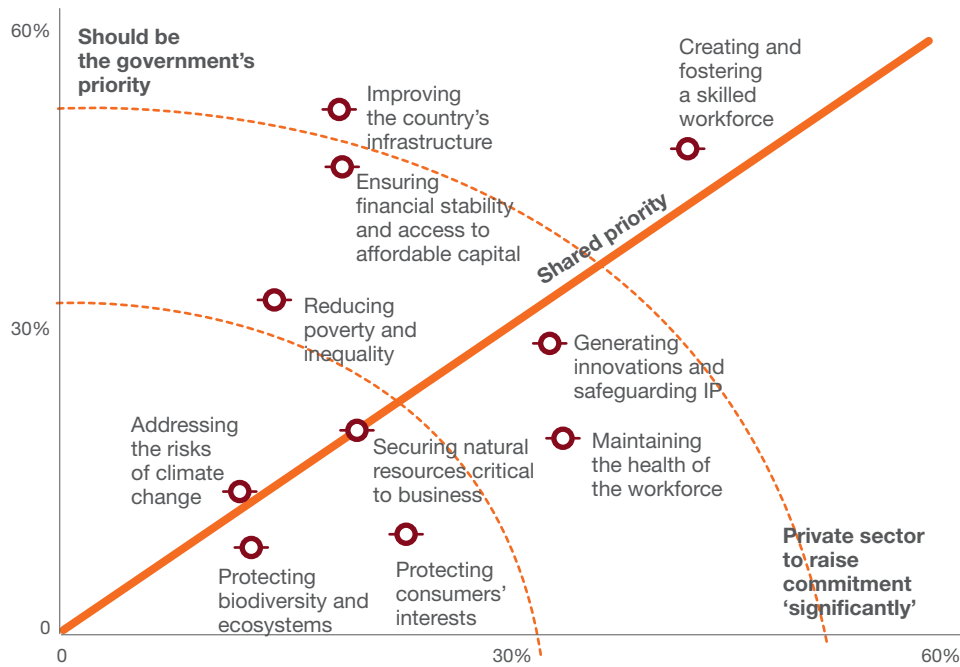 60%
Should be
the government's
priority
Creating and
fostering
a skilled
workforce
Improving
the country's
infrastructure
Ensuring
financial stability
and access to
affordable capital
Shared priority
30%
Reducing
poverty and
inequality
Generating
innovations and
safeguarding IP
Addressing
the risks
of climate
change
Securing natural
resources critical
to business
Maintaining
the health of
the workforce
Private sector
to raise
commitment
‘significantly’
Protecting
biodiversity and
ecosystems
Protecting
consumers’
interests
0
0
30%
60%